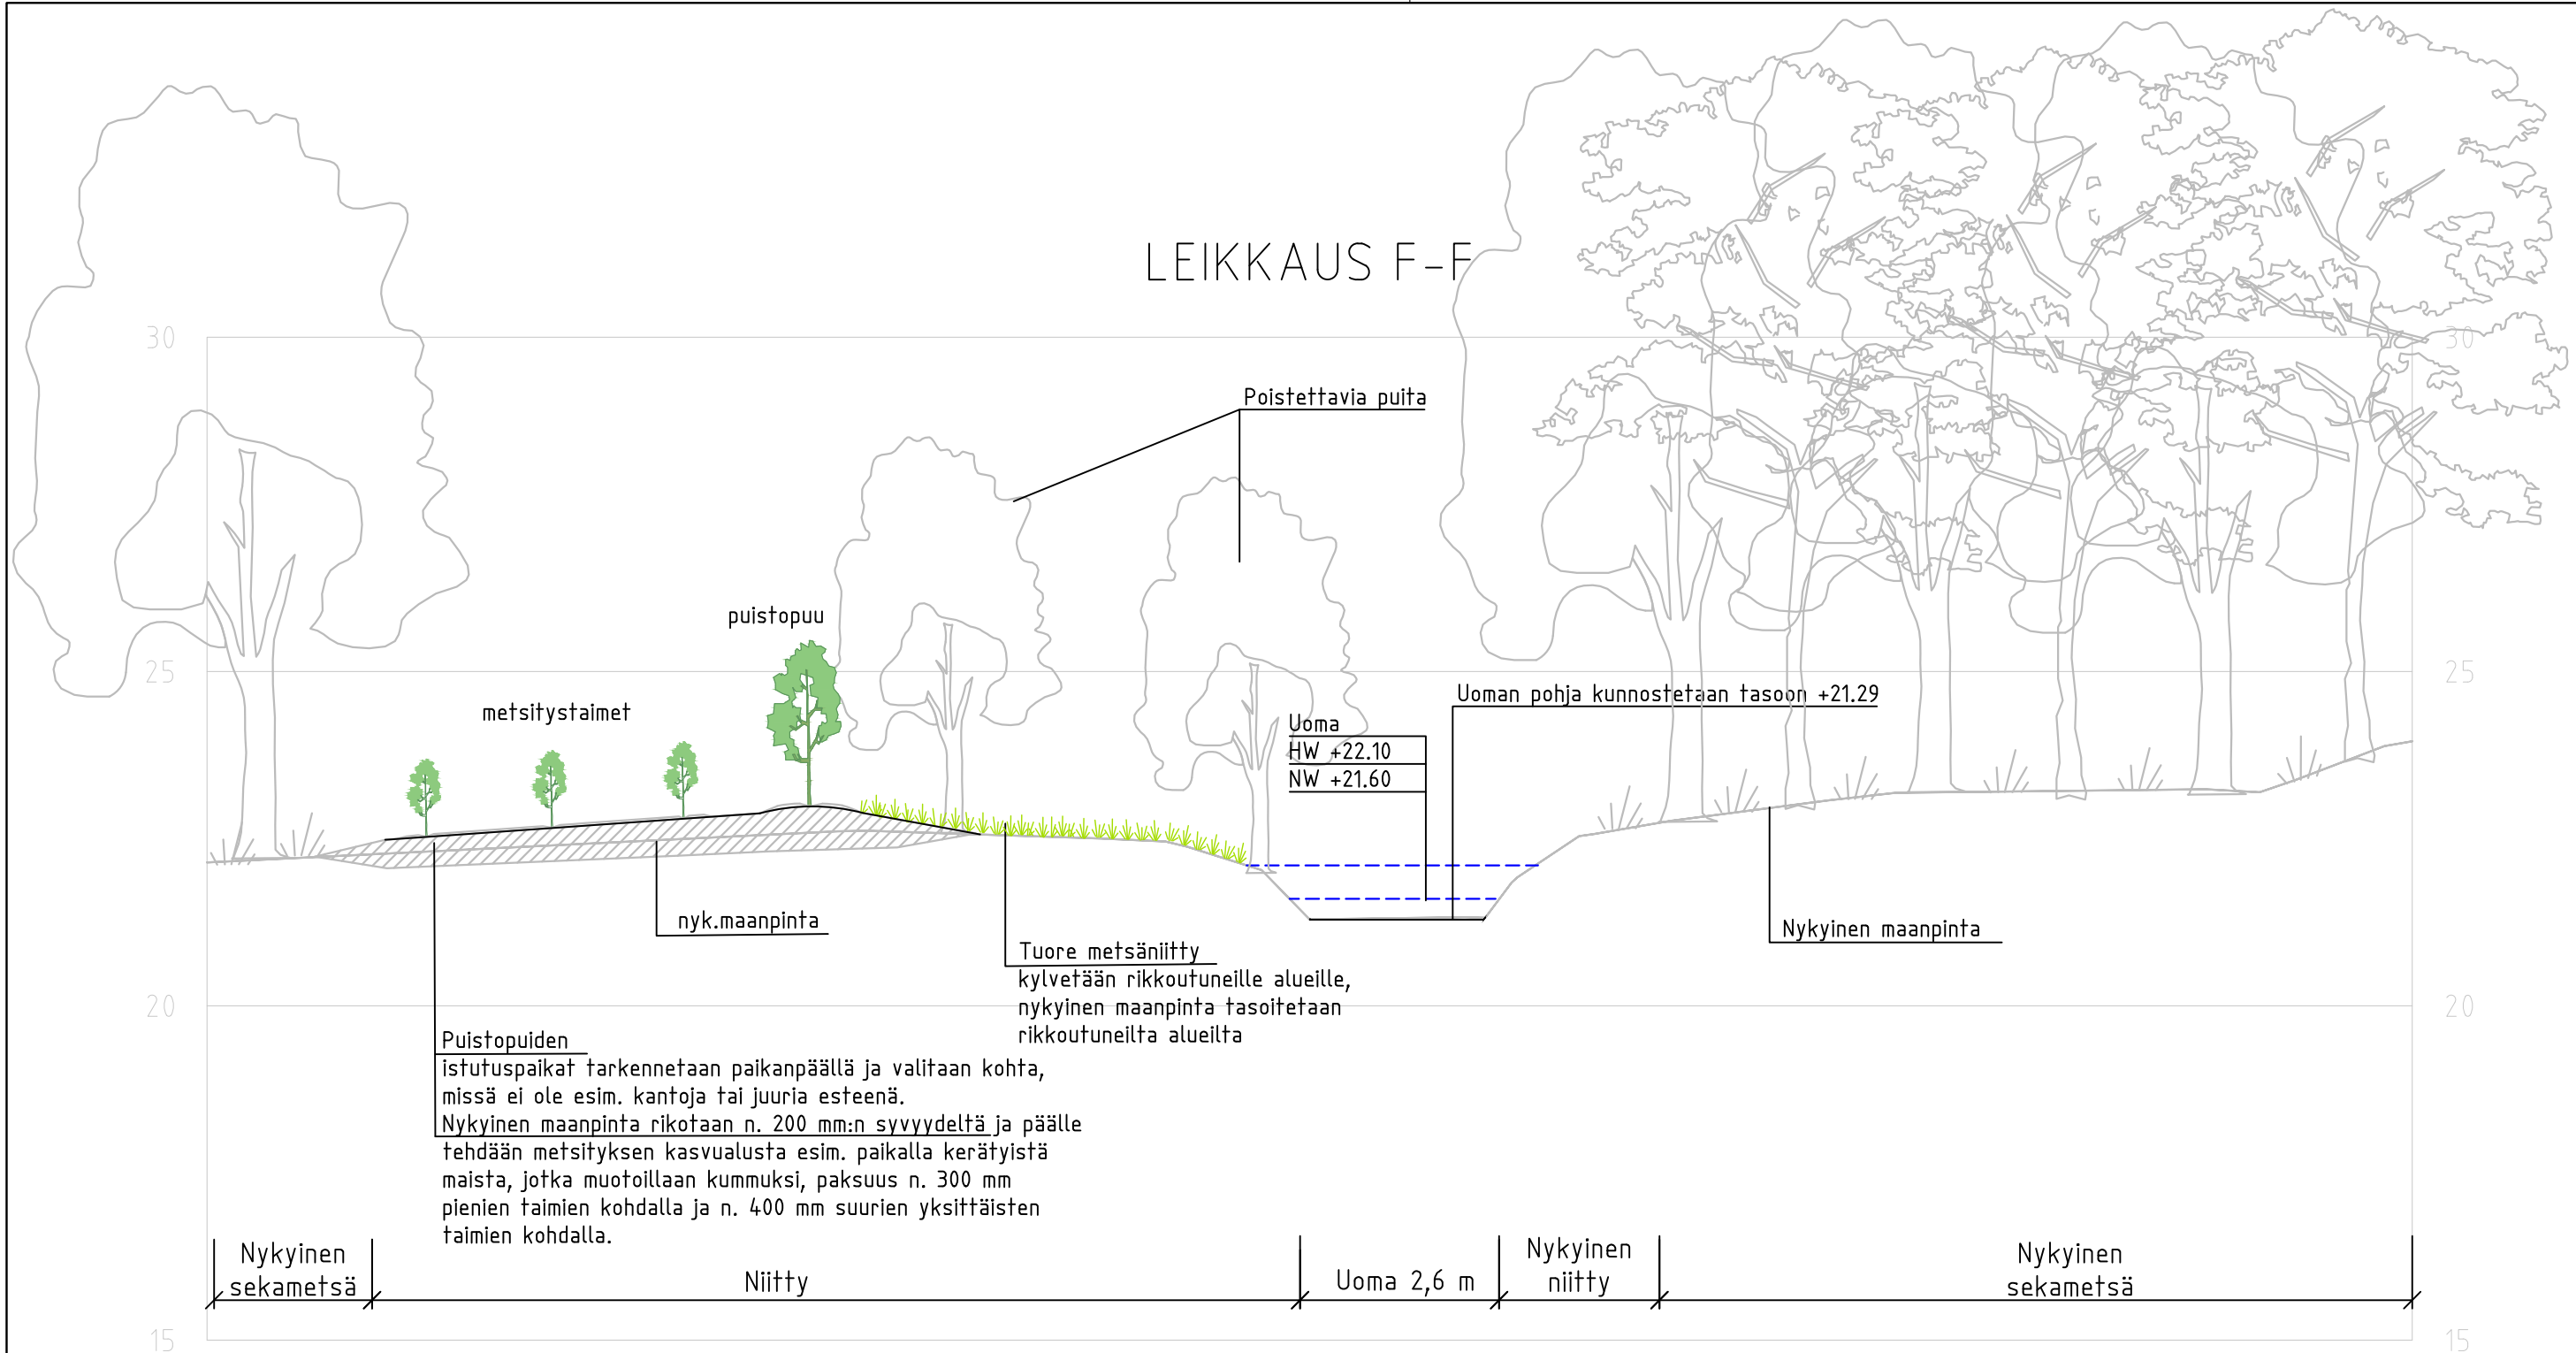 LEIKKAUS F-F
30
30
Poistettavia puita
puistopuu
25
25
metsitystaimet
Uoman pohja kunnostetaan tasoon +21.29
Uoma
HW +22.10
NW +21.60
nyk.maanpinta
Nykyinen maanpinta
Tuore metsäniitty
kylvetään rikkoutuneille alueille,
nykyinen maanpinta tasoitetaan
rikkoutuneilta alueilta
20
20
Puistopuiden
istutuspaikat tarkennetaan paikanpäällä ja valitaan kohta,
missä ei ole esim. kantoja tai juuria esteenä.
Nykyinen maanpinta rikotaan n. 200 mm:n syvyydeltä ja päälle
tehdään metsityksen kasvualusta esim. paikalla kerätyistä
maista, jotka muotoillaan kummuksi, paksuus n. 300 mm
pienien taimien kohdalla ja n. 400 mm suurien yksittäisten
taimien kohdalla.
Nykyinen
sekametsä
Niitty
Uoma 2,6 m
Nykyinen
niitty
Nykyinen
sekametsä
15
15